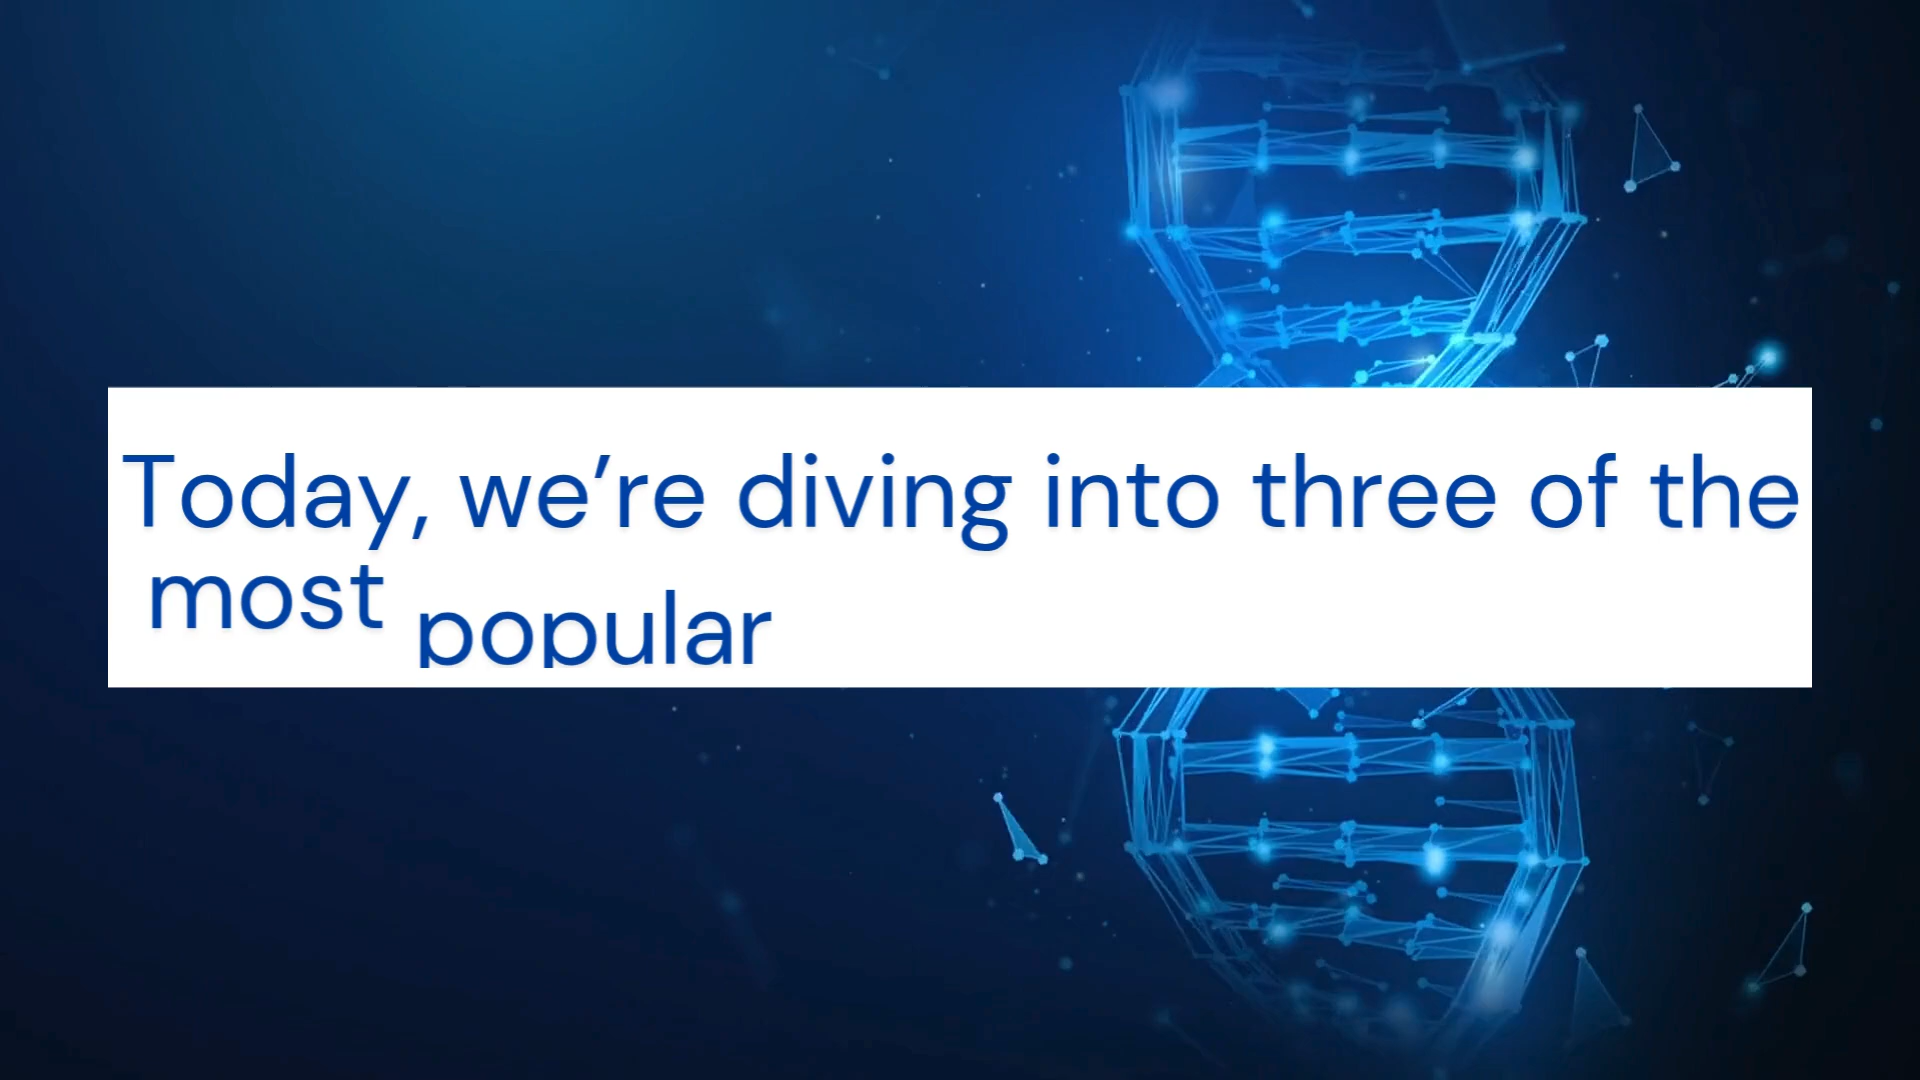 Today, we’re diving into three of the
most popular